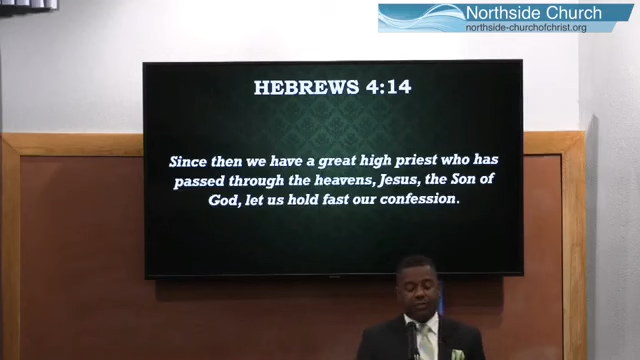 Northside Church
northside-churchofchrist.org
HEBREWS 4:14
Since then we have a great high priest who has
passed through the heavens, Jesus, the Son of
God, let us hold fast our confession.